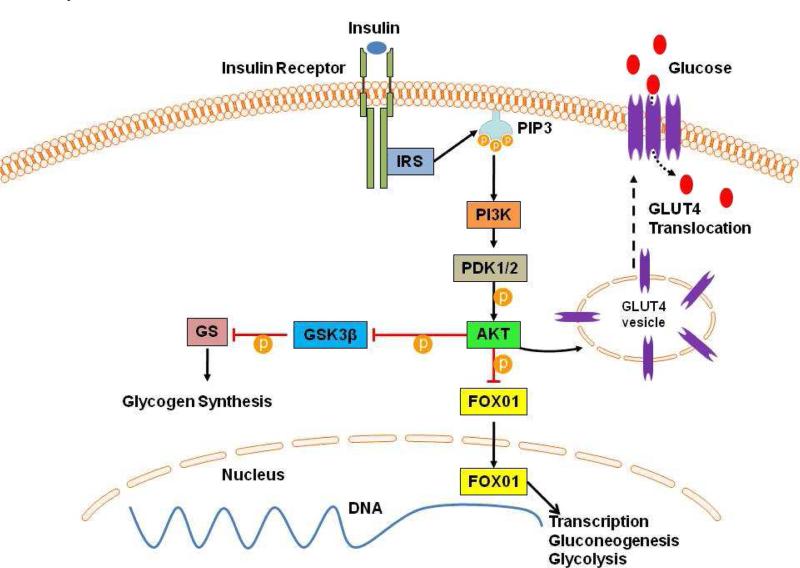 Insulin
Insulin Receptor
Glucose
PIP3
P P P
IRS
PI3K
GLUT4
Translocation
PDK1/2
P
GLUT4
vesicle
GS
P
GSK3β
P
AKT
P
Glycogen Synthesis
FOX01
Nucleus
FOX01
DNA
Transcription
Gluconeogenesis
Glycolysis